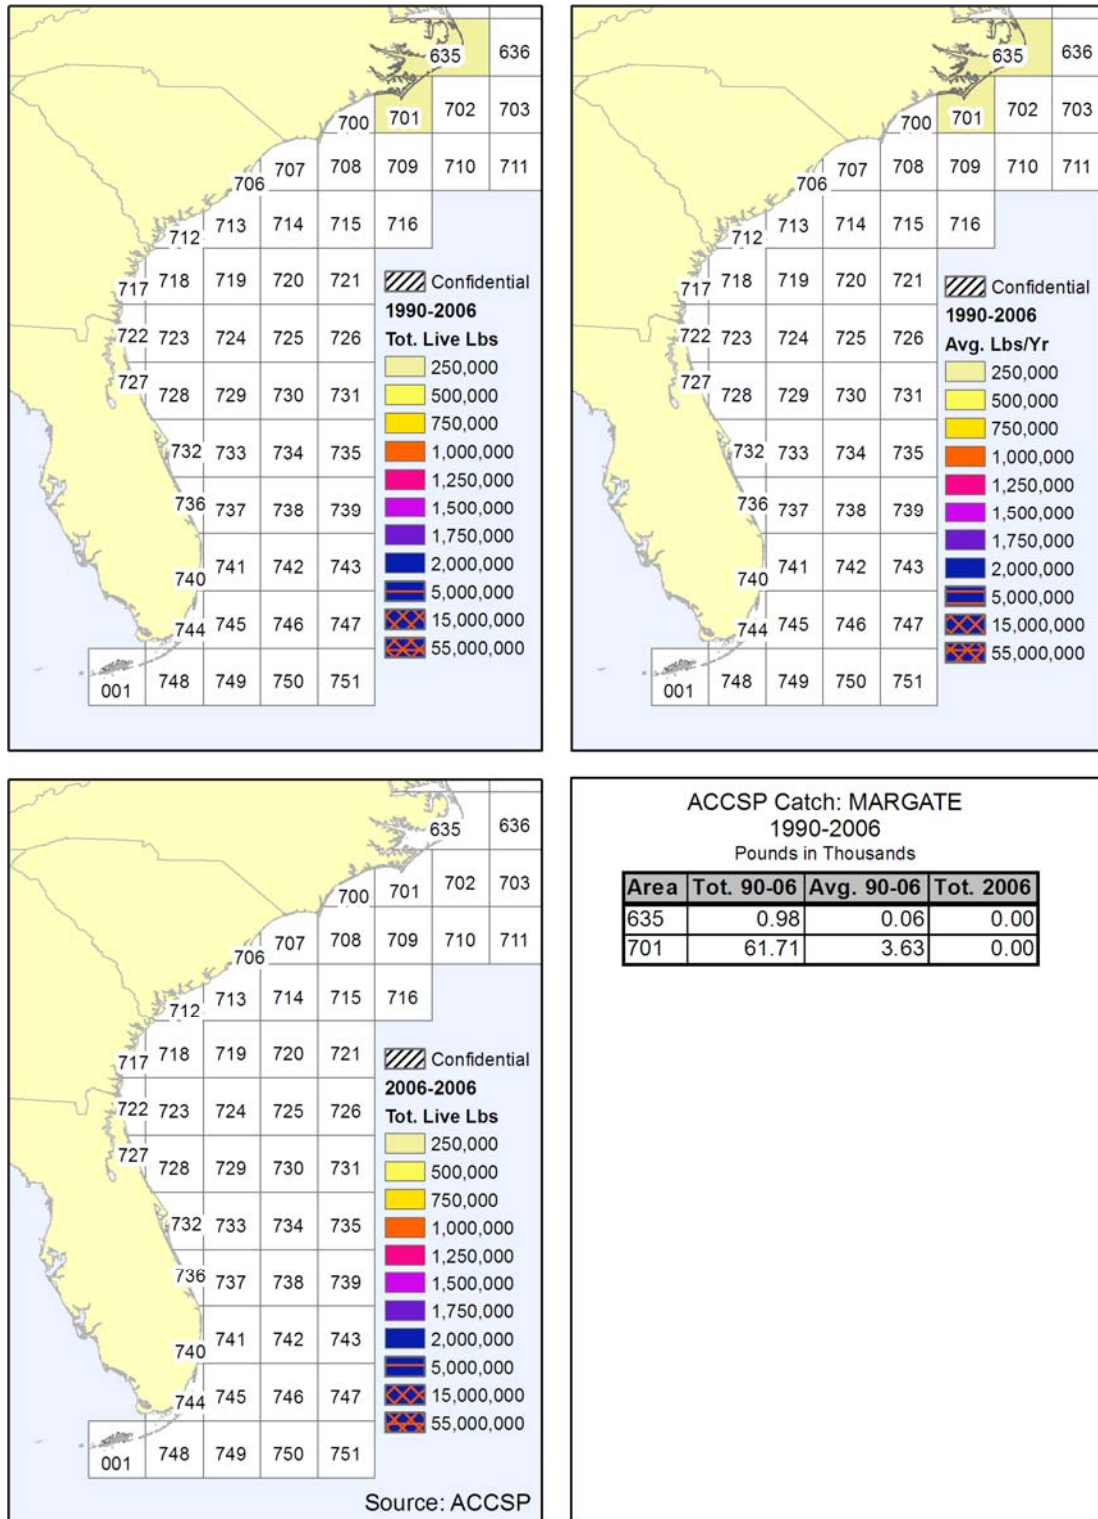 635 636
700 701 702 703
706 707 708 709 710 711
712 713 714 715 716
717 718 719 720 721
722 723 724 725 726
727 728 729 730 731
732 733 734 735
736 737 738 739
740 741 742 743
744 745 746 747
001 748 749 750 751
Confidential
1990-2006
Tot. Live Lbs
250,000
500,000
750,000
1,000,000
1,250,000
1,500,000
1,750,000
2,000,000
5,000,000
15,000,000
55,000,000
635 636
700 701 702 703
706 707 708 709 710 711
712 713 714 715 716
717 718 719 720 721
722 723 724 725 726
727 728 729 730 731
732 733 734 735
736 737 738 739
740 741 742 743
744 745 746 747
001 748 749 750 751
Confidential
1990-2006
Avg. Lbs/Yr
250,000
500,000
750,000
1,000,000
1,250,000
1,500,000
1,750,000
2,000,000
5,000,000
15,000,000
55,000,000
635 636
700 701 702 703
706 707 708 709 710 711
712 713 714 715 716
717 718 719 720 721
722 723 724 725 726
727 728 729 730 731
732 733 734 735
736 737 738 739
740 741 742 743
744 745 746 747
001 748 749 750 751
Confidential
2006-2006
Tot. Live Lbs
250,000
500,000
750,000
1,000,000
1,250,000
1,500,000
1,750,000
2,000,000
5,000,000
15,000,000
55,000,000
Source: ACCSP
ACCSP Catch: MARGATE
1990-2006
Pounds in Thousands
Area Tot. 90-06 Avg. 90-06 Tot. 2006
635 0.98 0.06 0.00
701 61.71 3.63 0.00